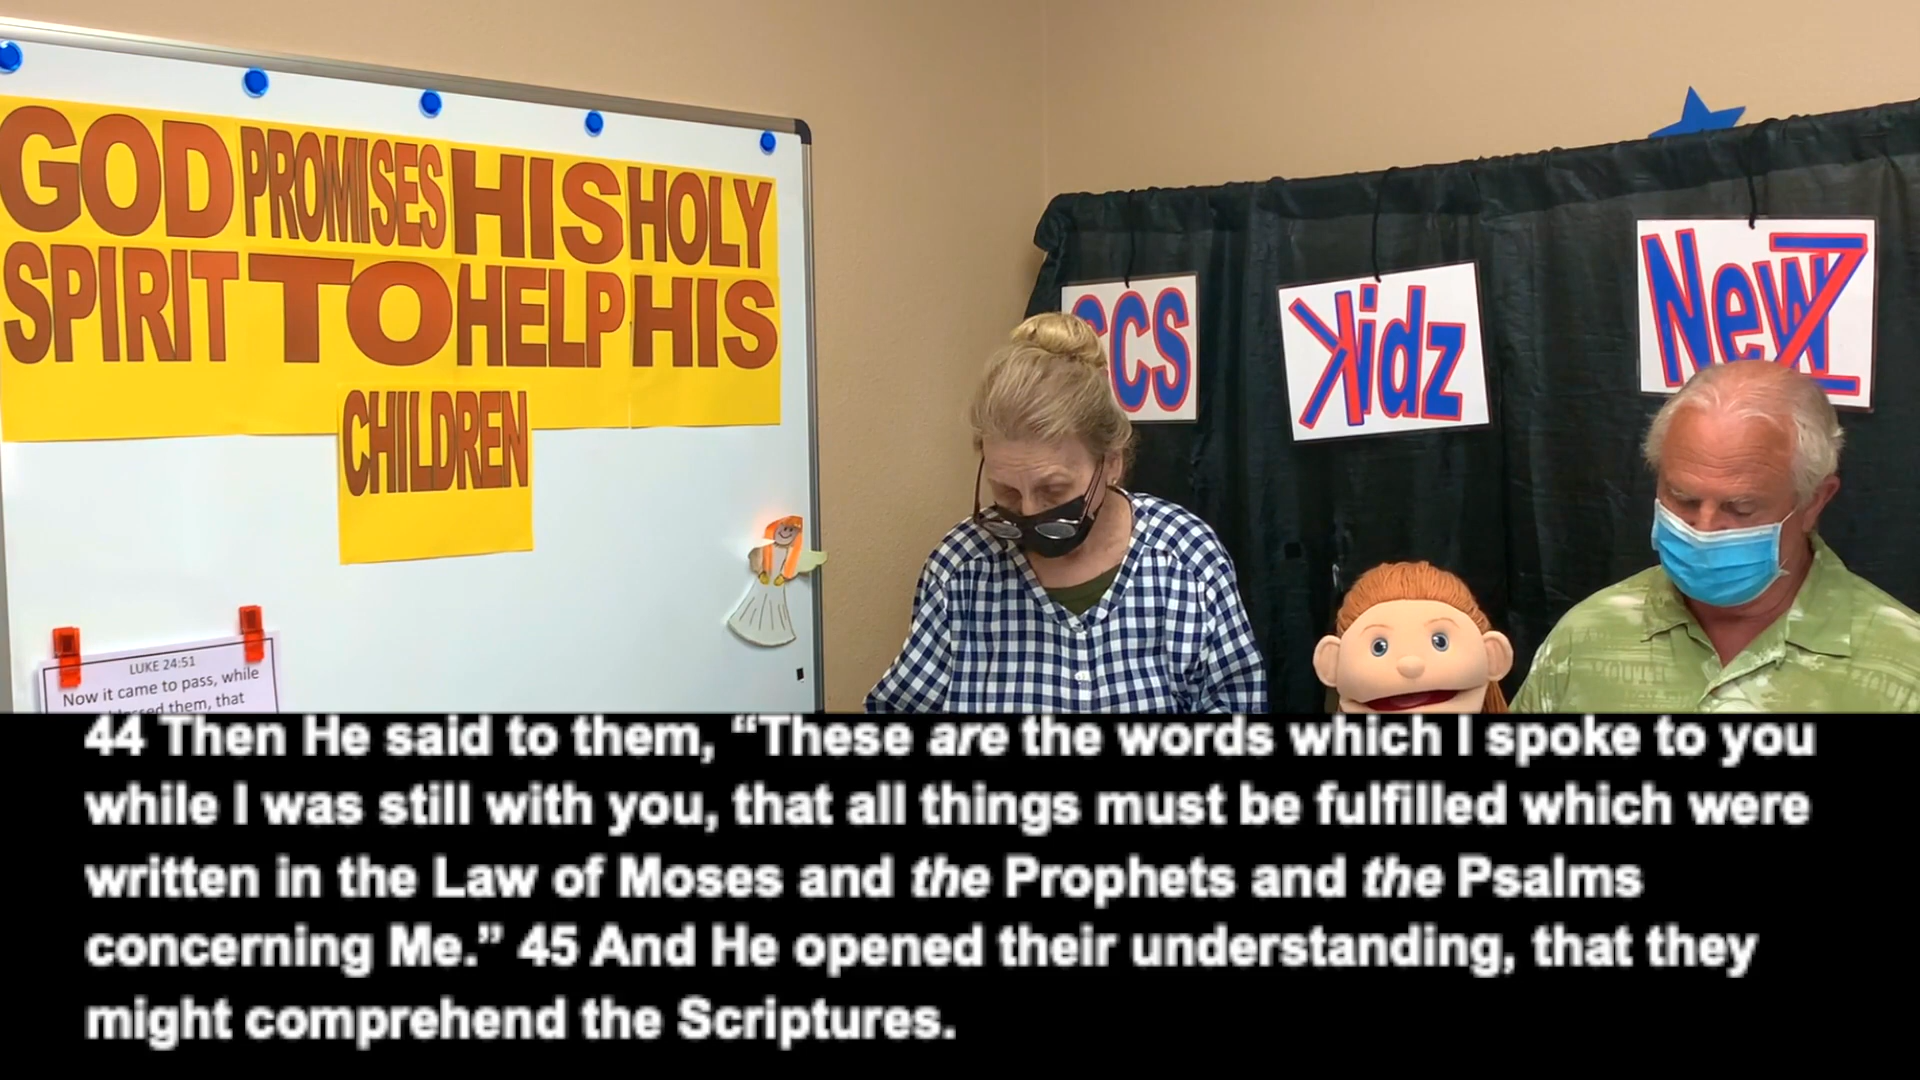 GOD PROMISES HIS HOLY
SPIRIT TO HELP HIS
CHILDREN
CCS
Kidz
NewZ
LUKE 24:51
Now it came to pass, while
them, that
44 Then He said to them, “These are the words which I spoke to you
while I was still with you, that all things must be fulfilled which were
written in the Law of Moses and the Prophets and the Psalms
concerning Me.” 45 And He opened their understanding, that they
might comprehend the Scriptures.